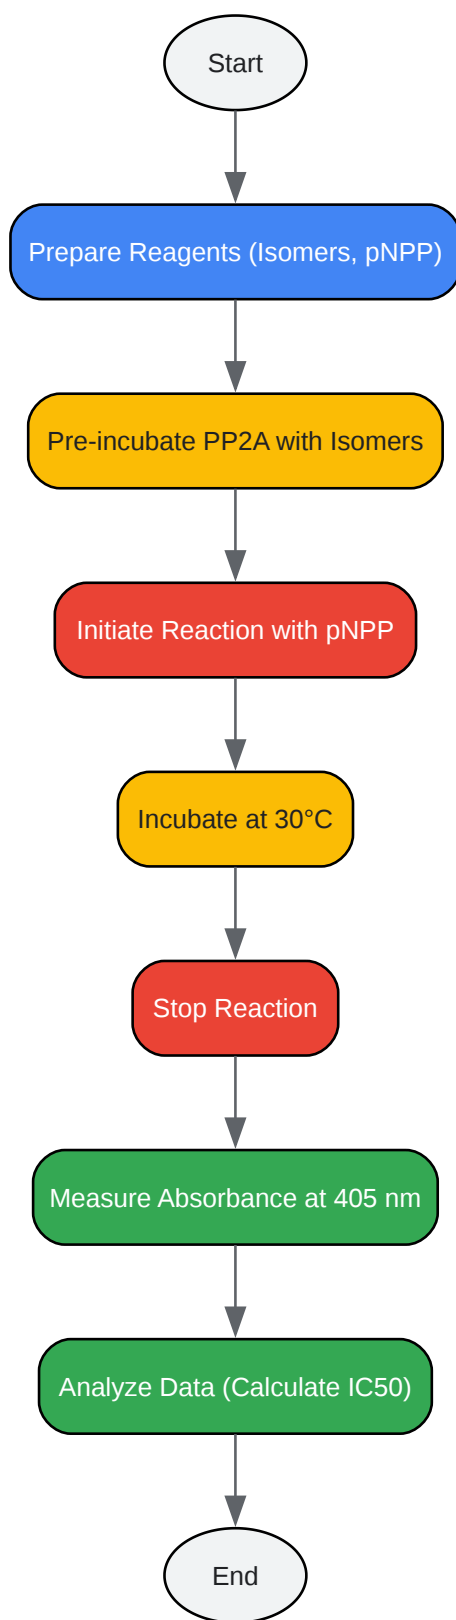 Start
Prepare Reagents (Isomers, pNPP)
Pre-incubate PP2A with Isomers
Initiate Reaction with pNPP
Incubate at 30°C
Stop Reaction
Measure Absorbance at 405 nm
Analyze Data (Calculate IC50)
End